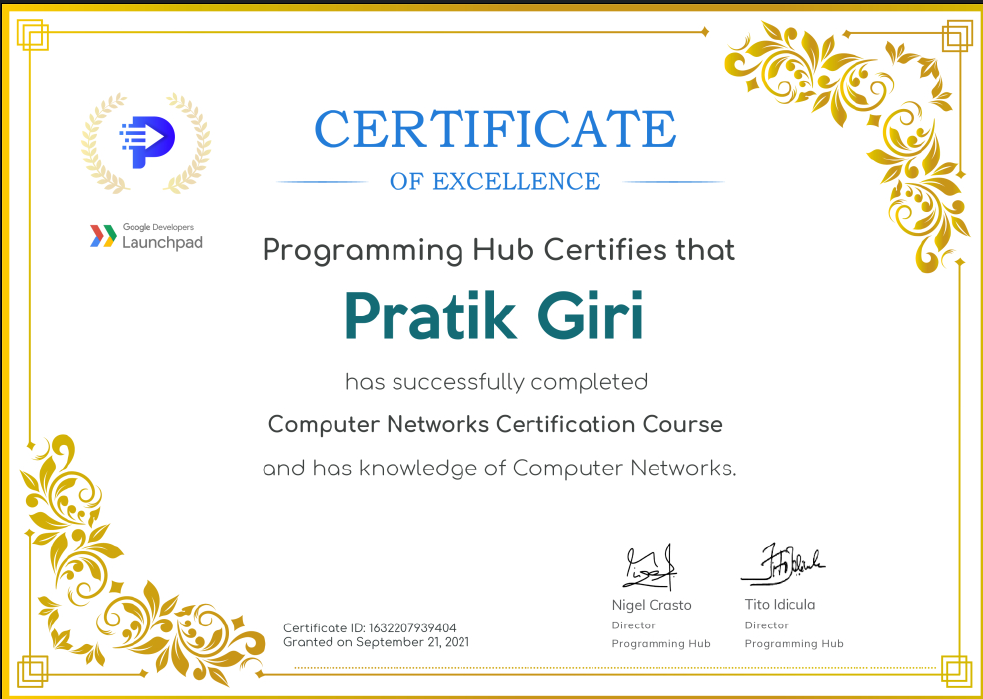 CERTIFICATE
OF EXCELLENCE
Google Developers
Launchpad
Programming Hub Certifies that
Pratik Giri
has successfully completed
Computer Networks Certification Course
and has knowledge of Computer Networks.
Nigel Crasto
Director
Programming Hub
Tito Idicula
Director
Programming Hub
Certificate ID: 1632207939404
Granted on September 21, 2021